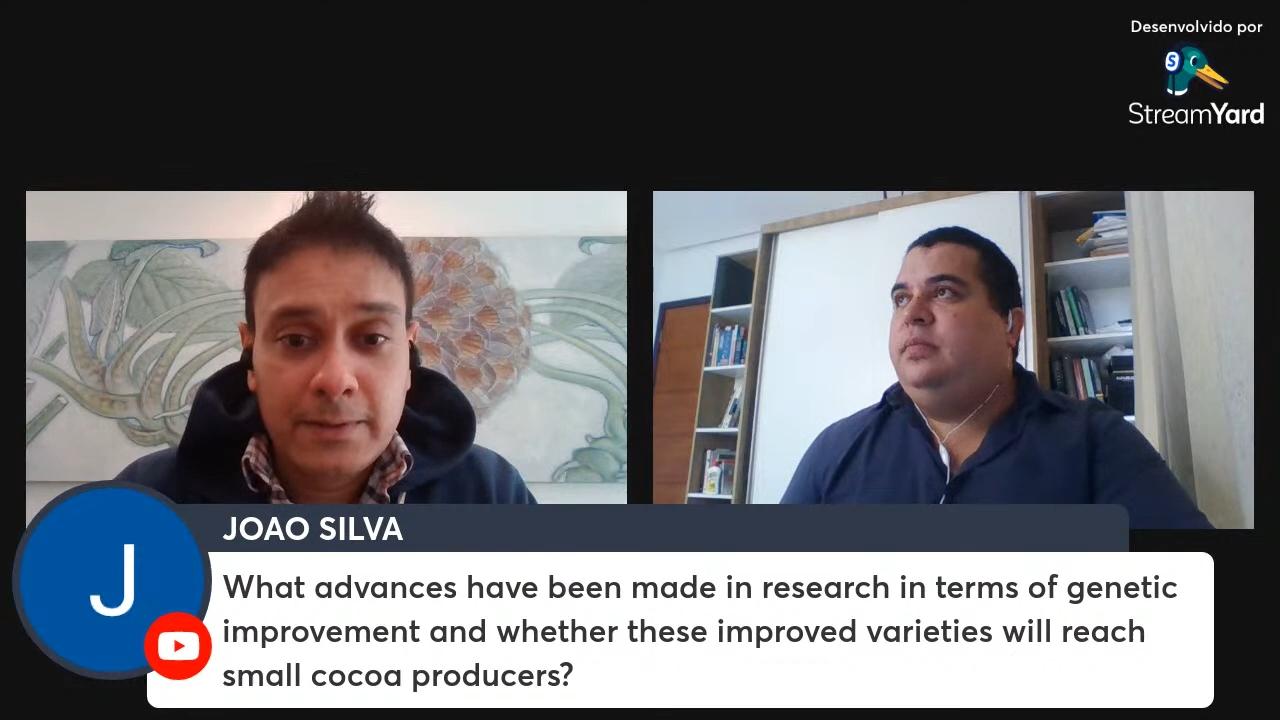 Desenvolvido por
StreamYard
JOAO SILVA
J
What advances have been made in research in terms of genetic
improvement and whether these improved varieties will reach
small cocoa producers?